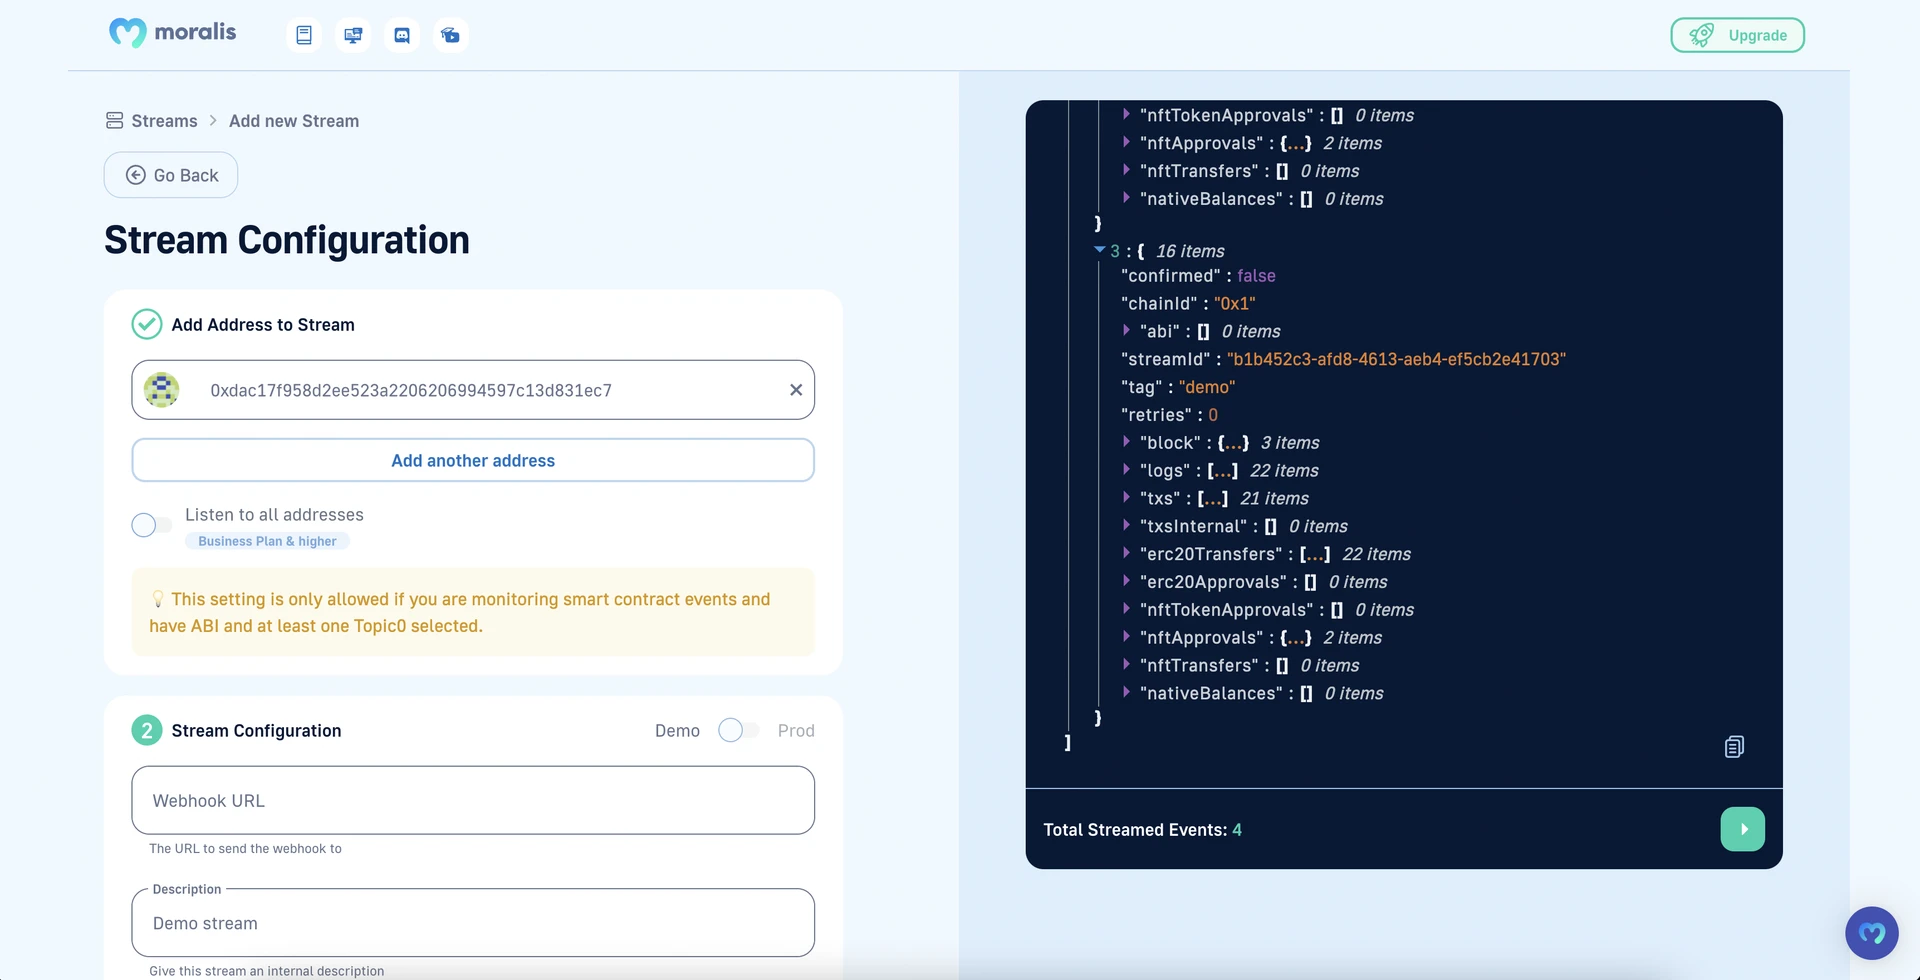 moralis
Upgrade
Streams > Add new Stream
Go Back
Stream Configuration
Add Address to Stream
0xdac17f958d2ee523a2206206994597c13d831ec7
Add another address
Listen to all addresses
Business Plan & higher
💡 This setting is only allowed if you are monitoring smart contract events and
have ABI and at least one Topic0 selected.
2 Stream Configuration
Demo Prod
Webhook URL
The URL to send the webhook to
Description
Demo stream
Give this stream an internal description
"nftTokenApprovals" : [] 0 items
"nftApprovals" : {...} 2 items
"nftTransfers" : [] 0 items
"nativeBalances" : [] 0 items
}
3 : { 16 items
"confirmed" : false
"chainId" : "0x1"
"abi" : [] 0 items
"streamId" : "b1b452c3-afd8-4613-aeb4-ef5cb2e41703"
"tag" : "demo"
"retries" : 0
"block" : {...} 3 items
"logs" : [...] 22 items
"txs" : [...] 21 items
"txsInternal" : [] 0 items
"erc20Transfers" : [...] 22 items
"erc20Approvals" : [] 0 items
"nftTokenApprovals" : [] 0 items
"nftApprovals" : {...} 2 items
"nftTransfers" : [] 0 items
"nativeBalances" : [] 0 items
}
]
Total Streamed Events: 4